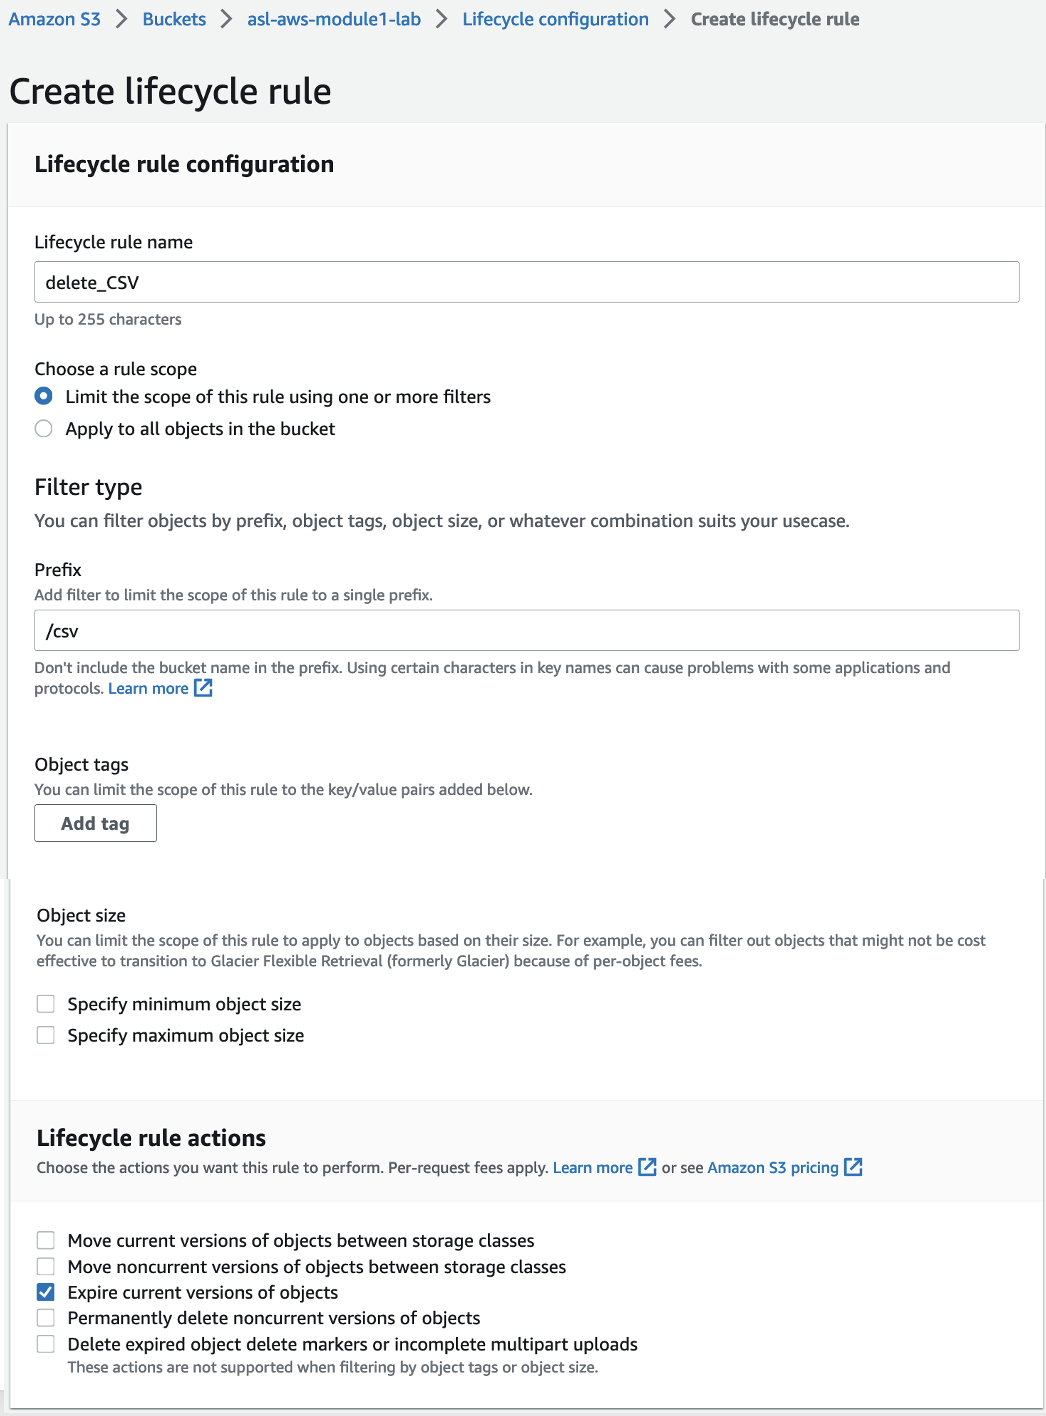 Amazon S3 > Buckets > asl-aws-module1-lab > Lifecycle configuration > Create lifecycle rule
Create lifecycle rule
Lifecycle rule configuration
Lifecycle rule name
delete_CSV
Up to 255 characters
Choose a rule scope
Limit the scope of this rule using one or more filters
Apply to all objects in the bucket
Filter type
You can filter objects by prefix, object tags, object size, or whatever combination suits your usecase.
Prefix
Add filter to limit the scope of this rule to a single prefix.
/csv
Don't include the bucket name in the prefix. Using certain characters in key names can cause problems with some applications and
protocols. Learn more
Object tags
You can limit the scope of this rule to the key/value pairs added below.
Add tag
Object size
You can limit the scope of this rule to apply to objects based on their size. For example, you can filter out objects that might not be cost
effective to transition to Glacier Flexible Retrieval (formerly Glacier) because of per-object fees.
Specify minimum object size
Specify maximum object size
Lifecycle rule actions
Choose the actions you want this rule to perform. Per-request fees apply. Learn more or see Amazon S3 pricing
Move current versions of objects between storage classes
Move noncurrent versions of objects between storage classes
Expire current versions of objects
Permanently delete noncurrent versions of objects
Delete expired object delete markers or incomplete multipart uploads
These actions are not supported when filtering by object tags or object size.